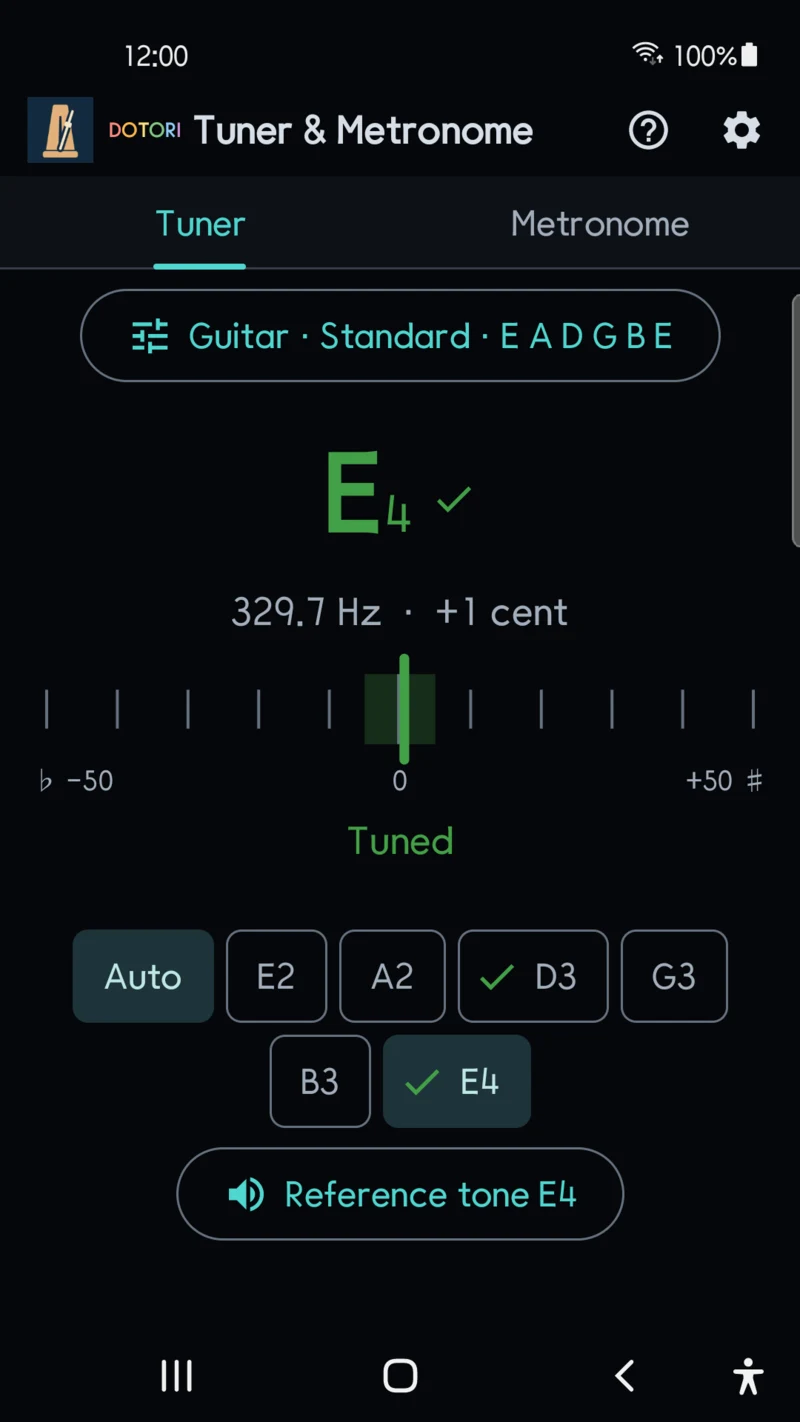 12:00 100%
DOTORI Tuner & Metronome
Tuner Metronome
Guitar · Standard · E A D G B E
E4
329.7 Hz · +1 cent
♭ −50 0 +50 ♯
Tuned
Auto E2 A2 D3 G3
B3 E4
Reference tone E4